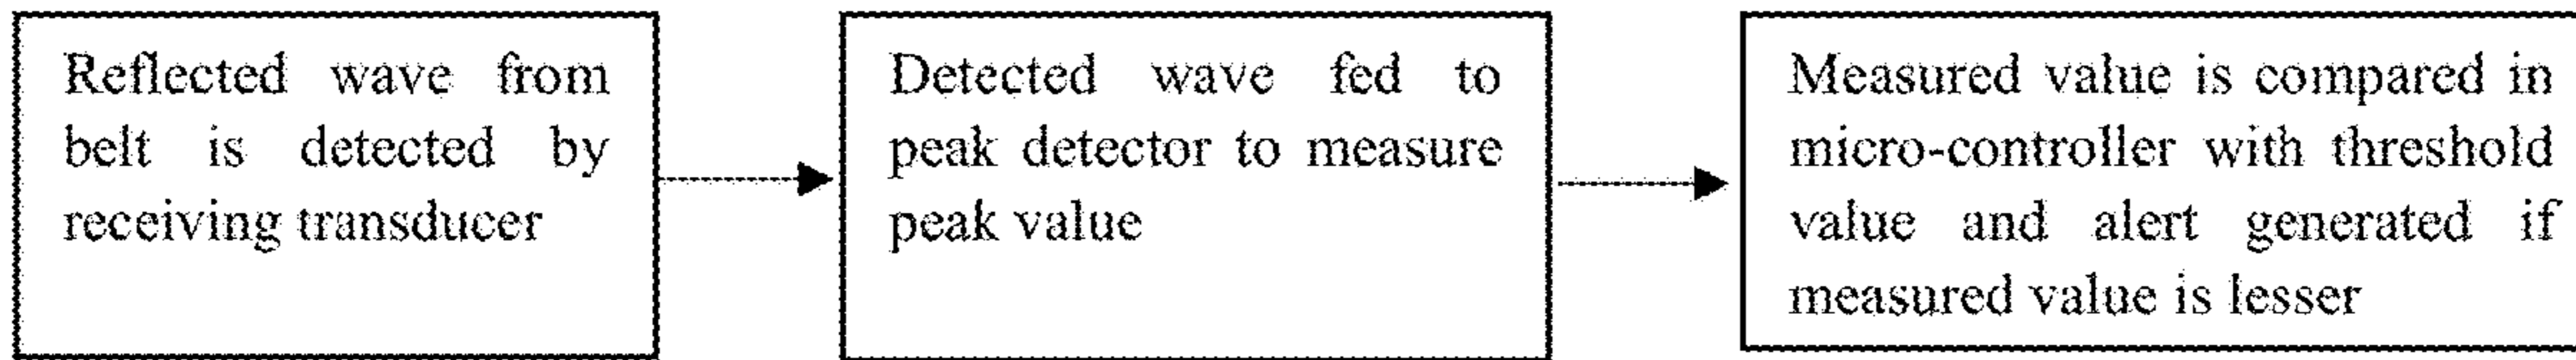 Reflected wave from
belt is detected by
receiving transducer
Detected wave fed to
peak detector to measure
peak value
Measured value is compared in
micro-controller with threshold
value and alert generated if
measured value is lesser